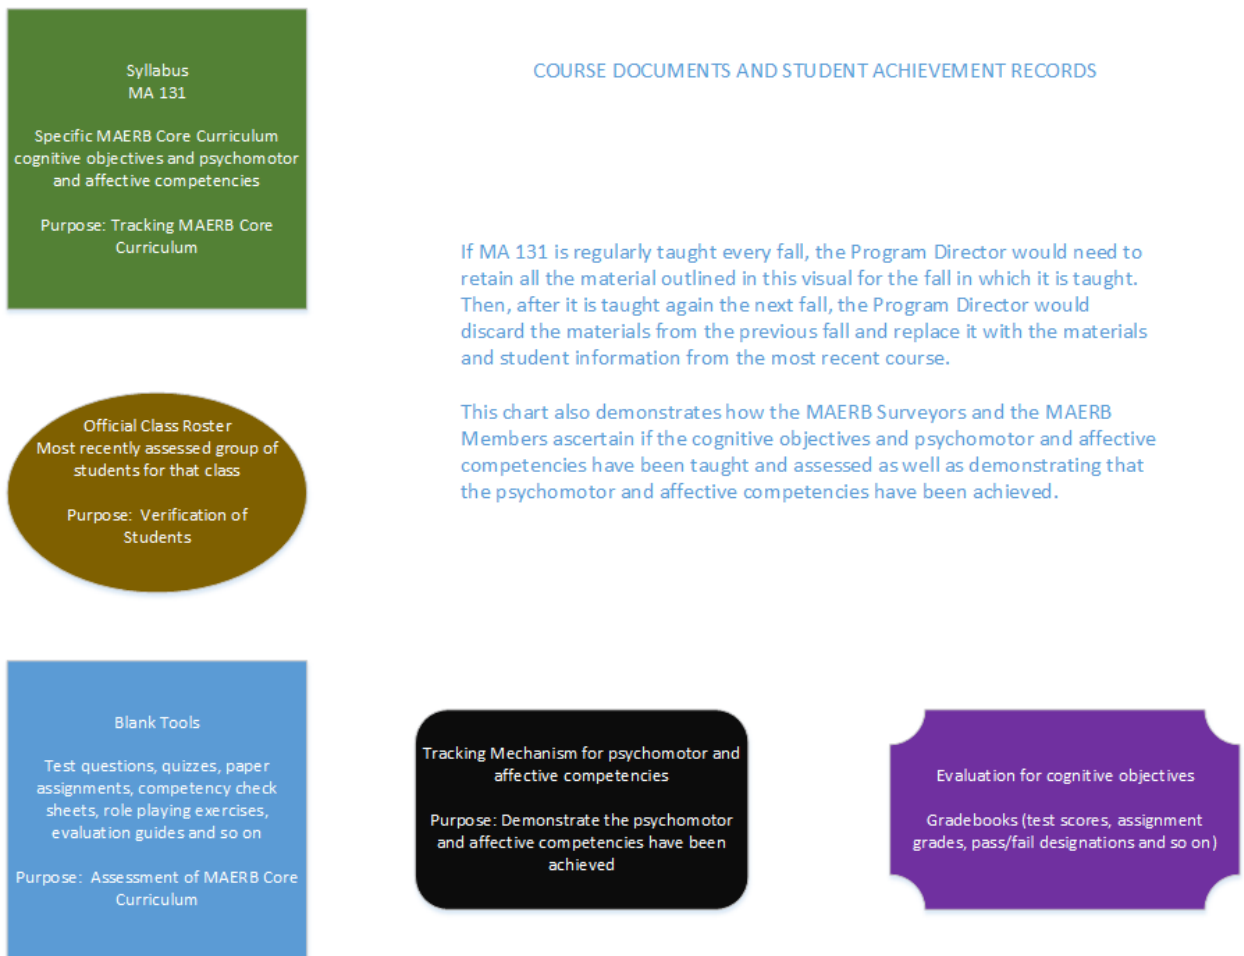 Syllabus
MA 131
Specific MAERB Core Curriculum
cognitive objectives and psychomotor
and affective competencies
Purpose: Tracking MAERB Core
Curriculum
COURSE DOCUMENTS AND STUDENT ACHIEVEMENT RECORDS
If MA 131 is regularly taught every fall, the Program Director would need to
retain all the material outlined in this visual for the fall in which it is taught.
Then, after it is taught again the next fall, the Program Director would
discard the materials from the previous fall and replace it with the materials
and student information from the most recent course.
This chart also demonstrates how the MAERB Surveyors and the MAERB
Members ascertain if the cognitive objectives and psychomotor and affective
competencies have been taught and assessed as well as demonstrating that
the psychomotor and affective competencies have been achieved.
Official Class Roster
Most recently assessed group of
students for that class
Purpose: Verification of
Students
Blank Tools
Test questions, quizzes, paper
assignments, competency check
sheets, role playing exercises,
evaluation guides and so on
Purpose: Assessment of MAERB Core
Curriculum
Tracking Mechanism for psychomotor and
affective competencies
Purpose: Demonstrate the psychomotor
and affective competencies have been
achieved
Evaluation for cognitive objectives
Gradebooks (test scores, assignment
grades, pass/fail designations and so on)